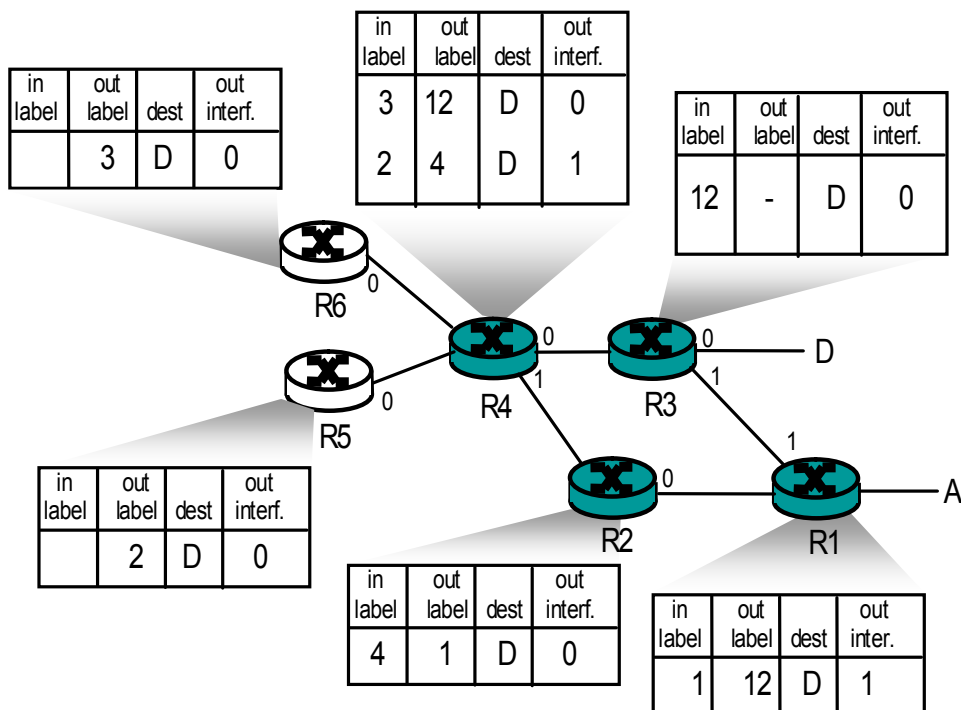 in out out
label label dest interf.
3 12 D 0
2 4 D 1
in out out
label label dest interf.
3 D 0
in out out
label label dest interf.
12 - D 0
R6
0
R5
0
R4
0
1
R3
0
1
D
R2
0
R1
1
A
in out out
label label dest interf.
2 D 0
in out out
label label dest interf.
4 1 D 0
in out out
label label dest inter.
1 12 D 1